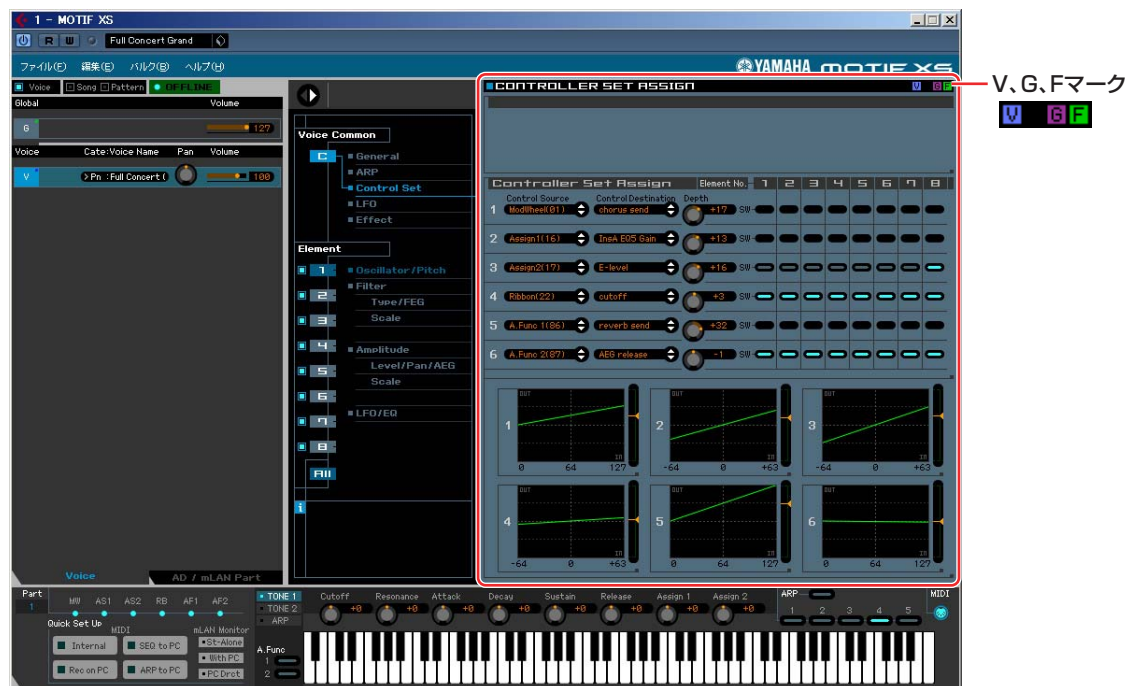 1 - MOTIF XS
R W Full Concert Grand
ファイル(F) 編集(E) バルク(B) ヘルプ(H) YAMAHA MOTIF XS
Voice Song Pattern OFFLINE
Global Volume
G 127
Voice Cate:Voice Name Pan Volume
V Pn :Full Concert ( 100
Voice AD / mLAN Part
Voice Common
C General
ARP
Control Set
LFO
Effect
Element
1 Oscillator/Pitch
2 Filter
Type/FEG
3 Scale
4 Amplitude
5 Level/Pan/AEG
Scale
6
7 LFO/EQ
8
All
i
CONTROLLER SET ASSIGN V G F
V、G、Fマーク
V G F
Controller Set Assign Element No. 1 2 3 4 5 6 7 8
Control Source Control Destination Depth
1 ModWheel(01) chorus send +17 SW
2 Assign1(16) InsA EQ5 Gain +13 SW
3 Assign2(17) E-level +16 SW
4 Ribbon(22) cutoff +3 SW
5 A.Func 1(86) reverb send +32 SW
6 A.Func 2(87) AEG release -1 SW
1 OUT IN 0 64 127
2 OUT IN -64 0 +63
3 OUT IN -64 0 +63
4 OUT IN -64 0 +63
5 OUT IN 0 64 127
6 OUT IN 0 64 127
Part
1
MW AS1 AS2 RB AF1 AF2
Quick Set Up
MIDI mLAN Monitor
Internal SEQ to PC St-Alone
With PC
Rec on PC ARP to PC PC Drct
TONE 1
TONE 2
ARP
Cutoff Resonance Attack Decay Sustain Release Assign 1 Assign 2
+0 +0 +0 +0 +0 +0 +0 +0
ARP
1 2 3 4 5
MIDI
A.Func
1
2